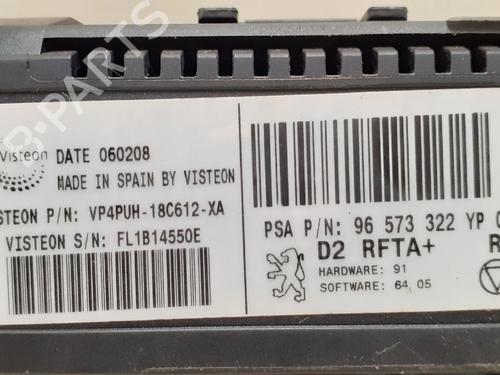 Visteon
DATE 060208
MADE IN SPAIN BY VISTEON
STEON P/N: VP4PUH-18C612-XA
VISTEON S/N: FL1B14550E
PSA P/N: 96 573 322 YP
D2 RFTA+
HARDWARE: 91
SOFTWARE: 64.05
B-PARTS